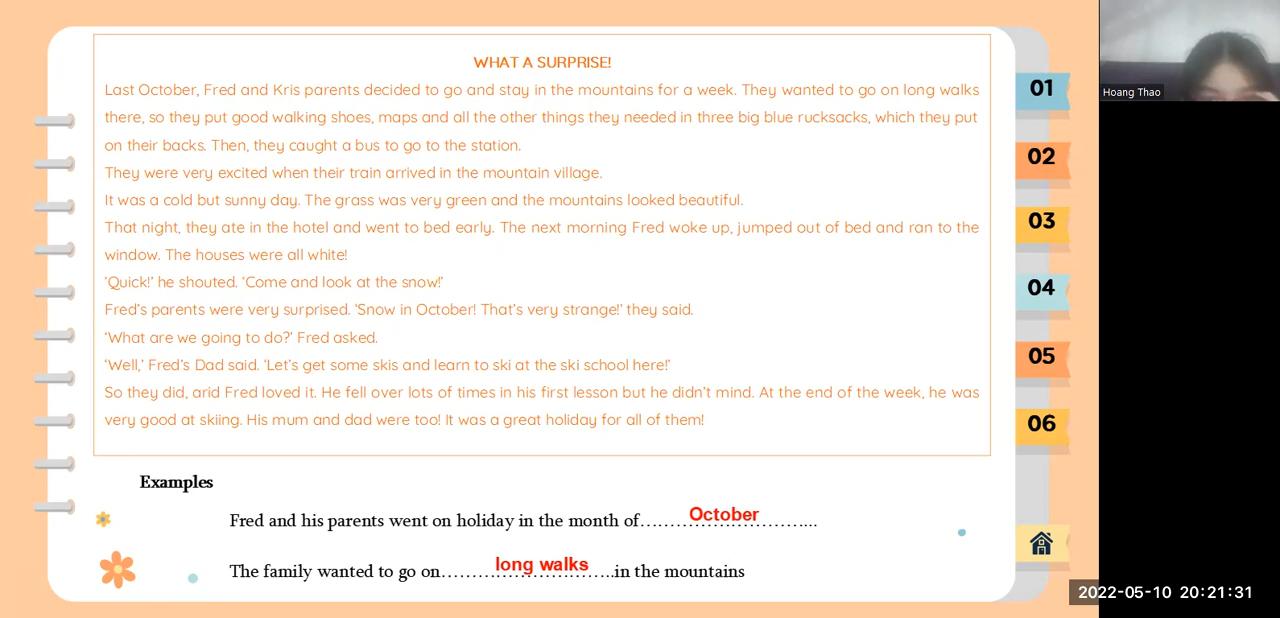 WHAT A SURPRISE!
Last October, Fred and Kris parents decided to go and stay in the mountains for a week. They wanted to go on long walks
there, so they put good walking shoes, maps and all the other things they needed in three big blue rucksacks, which they put
on their backs. Then, they caught a bus to go to the station.
They were very excited when their train arrived in the mountain village.
It was a cold but sunny day. The grass was very green and the mountains looked beautiful.
That night, they ate in the hotel and went to bed early. The next morning Fred woke up, jumped out of bed and ran to the
window. The houses were all white!
‘Quick!’ he shouted. ‘Come and look at the snow!’
Fred’s parents were very surprised. ‘Snow in October! That’s very strange!’ they said.
‘What are we going to do?’ Fred asked.
‘Well,’ Fred’s Dad said. ‘Let’s get some skis and learn to ski at the ski school here!’
So they did, arid Fred loved it. He fell over lots of times in his first lesson but he didn’t mind. At the end of the week, he was
very good at skiing. His mum and dad were too! It was a great holiday for all of them!
Examples
Fred and his parents went on holiday in the month of……… October ………...
The family wanted to go on……… long walks ……..in the mountains
01
02
03
04
05
06
Hoang Thao
2022-05-10 20:21:31